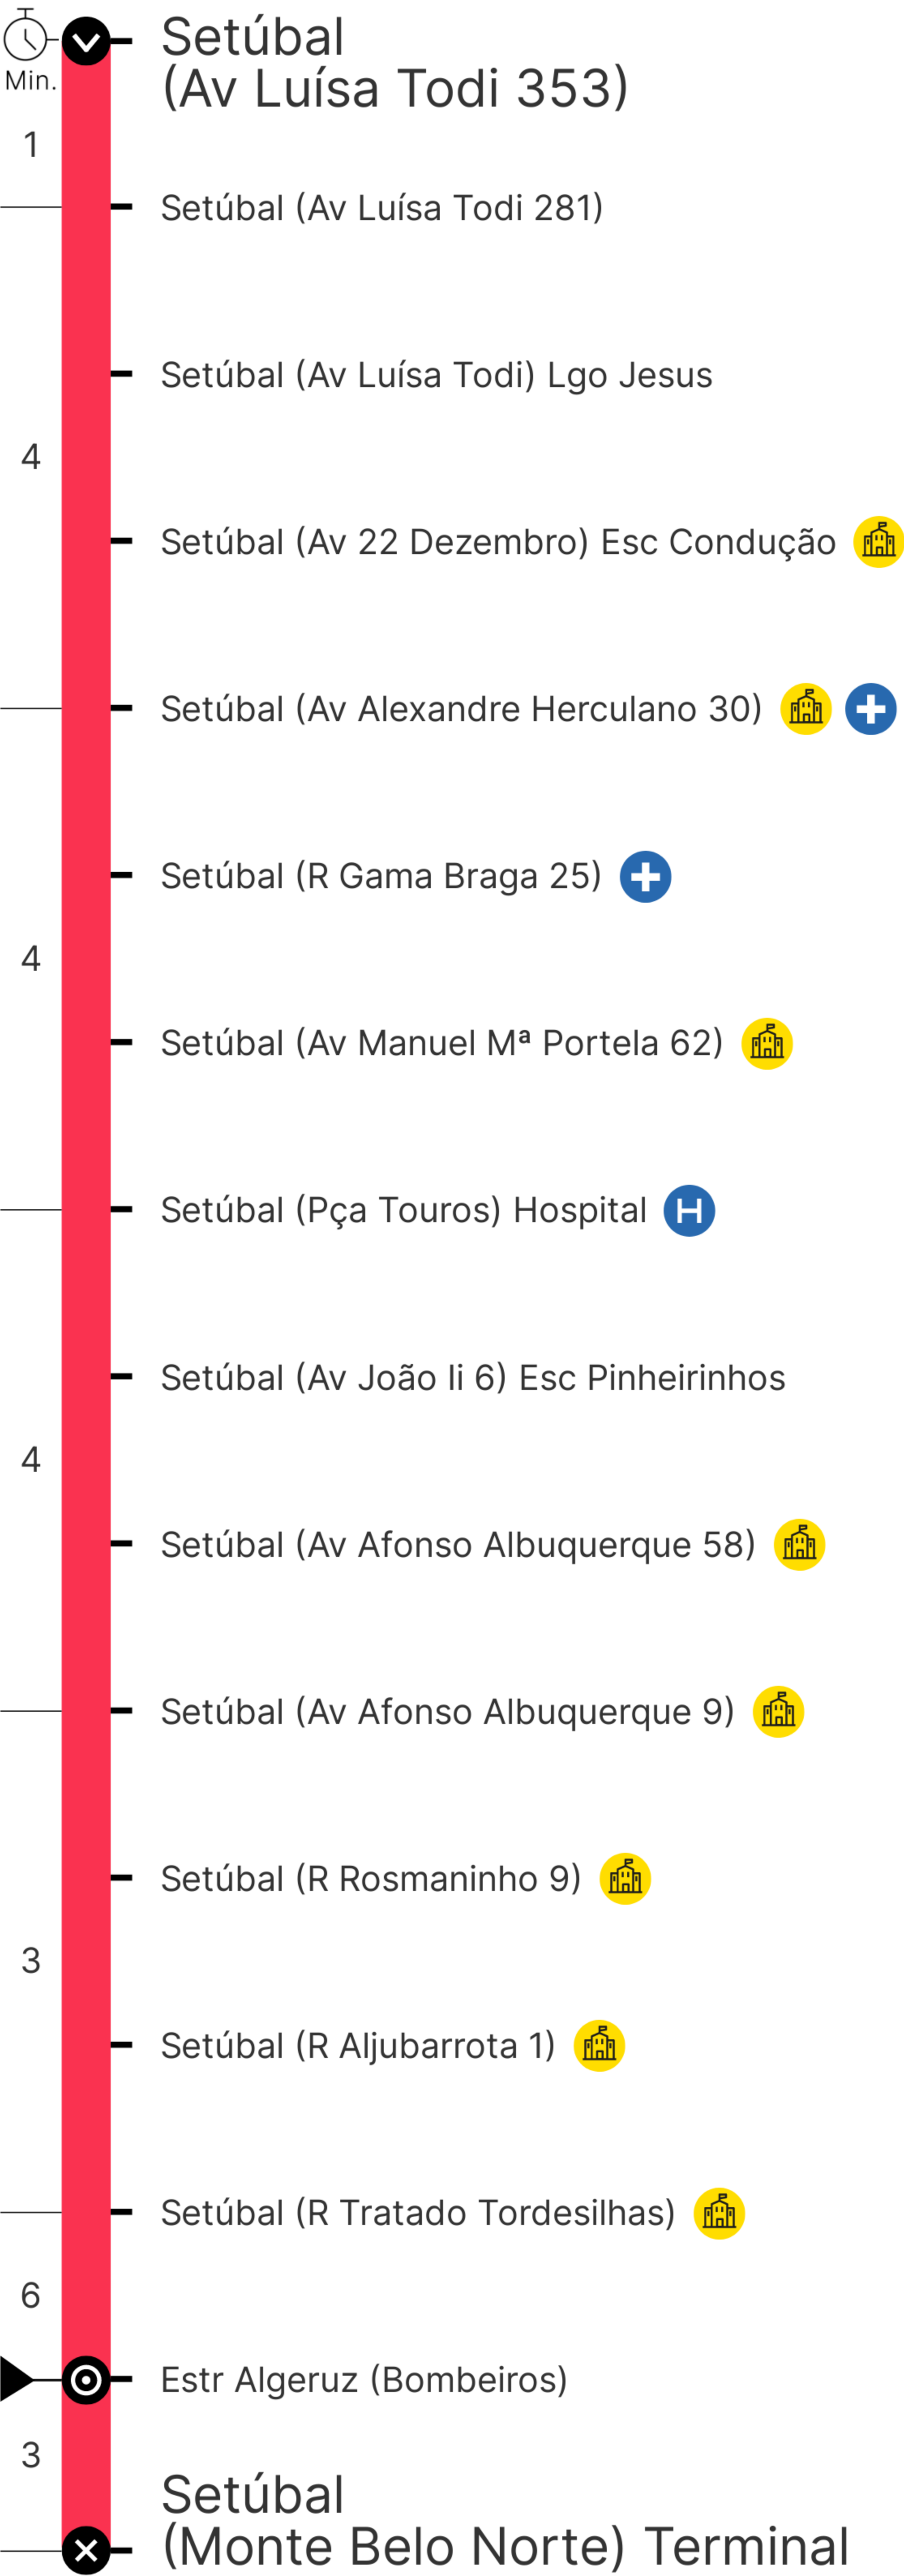 Setúbal
Min.
(Av Luísa Todi 353)
1
Setúbal (Av Luísa Todi 281)
Setúbal (Av Luísa Todi) Lgo Jesus
4
Setúbal (Av 22 Dezembro) Esc Condução
Setúbal (Av Alexandre Herculano 30)
Setúbal (R Gama Braga 25)
4
Setúbal (Av Manuel Mª Portela 62)
Setúbal (Pça Touros) Hospital H
Setúbal (Av João Ii 6) Esc Pinheirinhos
4
Setúbal (Av Afonso Albuquerque 58)
Setúbal (Av Afonso Albuquerque 9)
Setúbal (R Rosmaninho 9)
3
Setúbal (R Aljubarrota 1)
Setúbal (R Tratado Tordesilhas)
6
Estr Algeruz (Bombeiros)
3
Setúbal
(Monte Belo Norte) Terminal